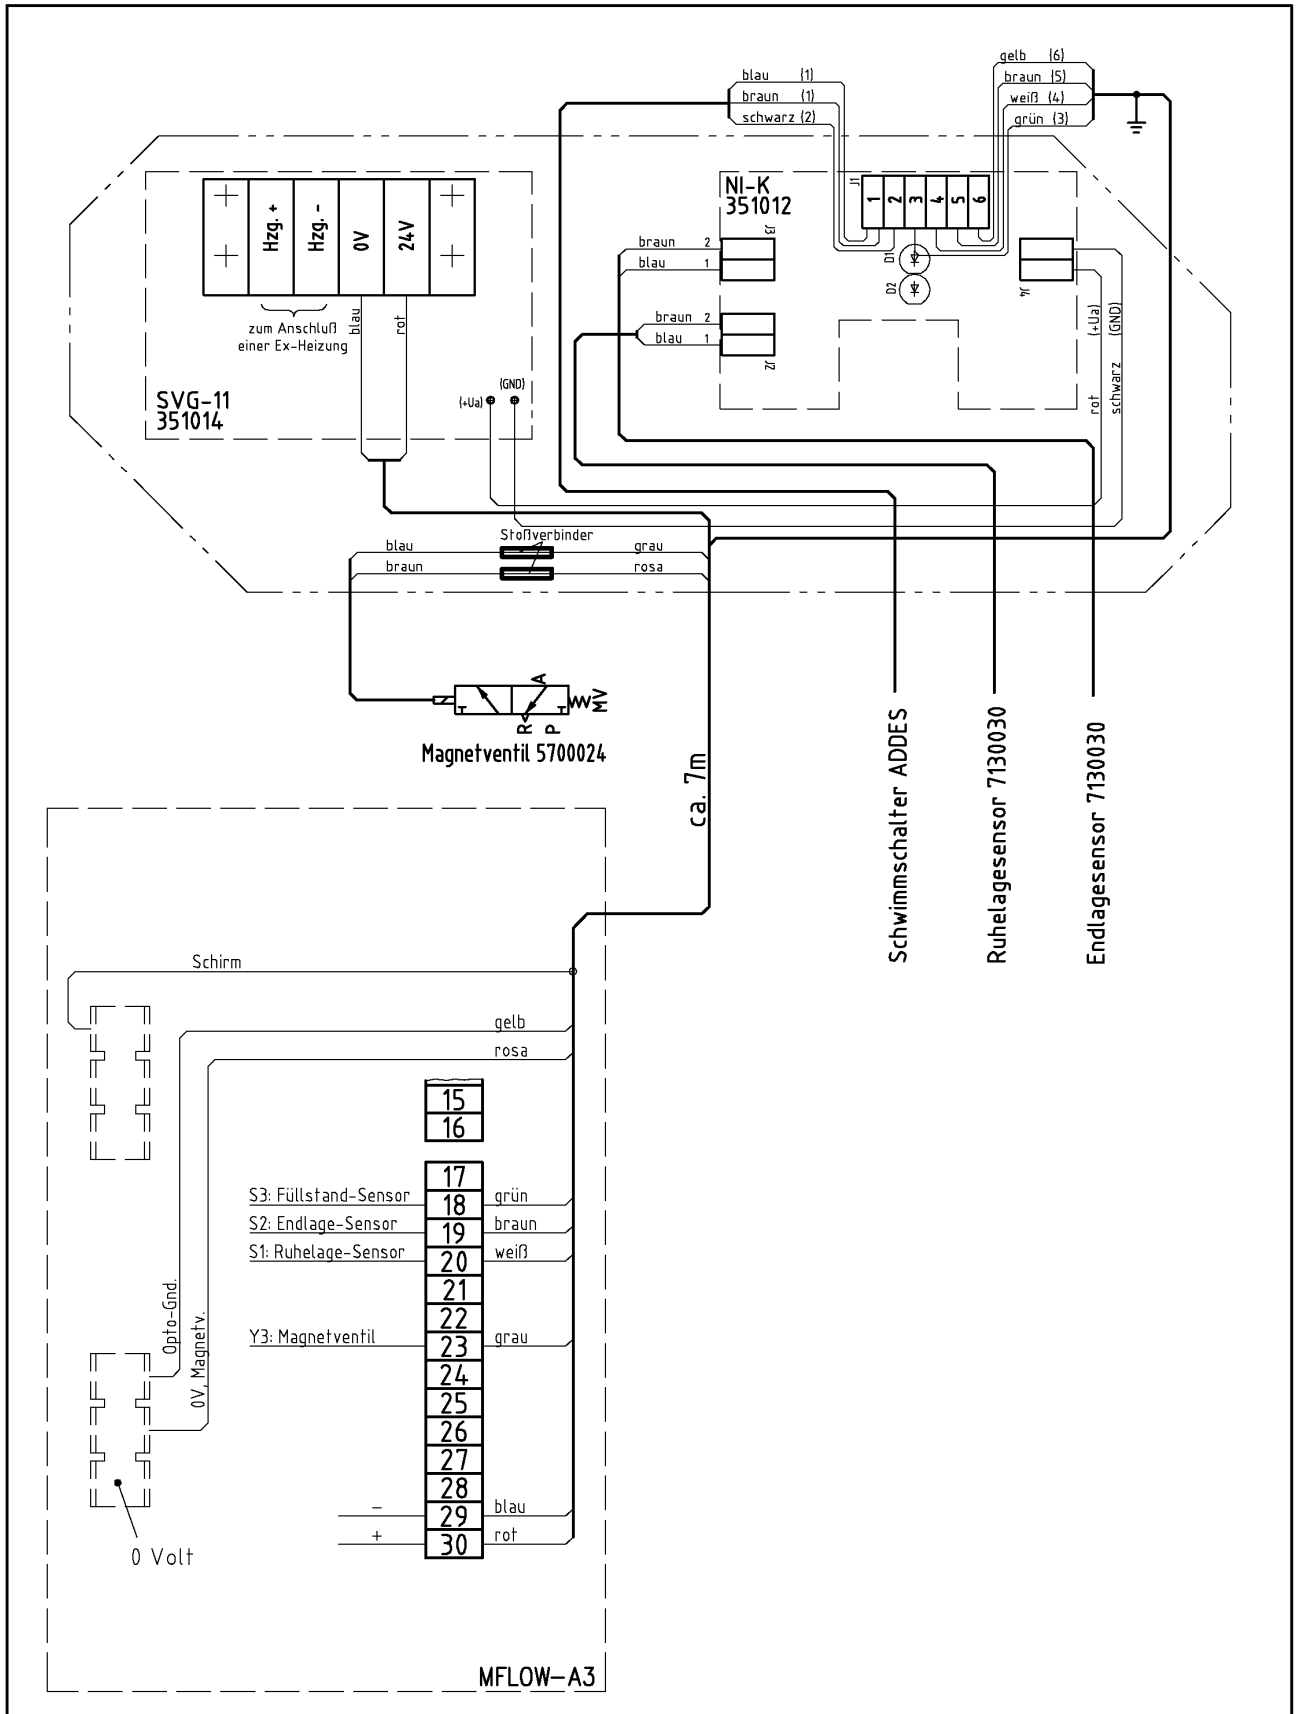 blau (1)
braun (1)
schwarz (2)
gelb (6)
braun (5)
weiß (4)
grün (3)
Hzg. +
Hzg. -
0V
24V
zum Anschluß
einer Ex-Heizung
blau
rot
SVG-11
351014
(+Ua)
(GND)
NI-K
351012
J1
1
2
3
4
5
6
D1
D2
braun 2
blau 1
J3
braun 2
blau 1
J2
J4
(+Ua)
(GND)
rot
schwarz
Stoßverbinder
blau
grau
braun
rosa
A
R
P
MV
Magnetventil 5700024
ca. 7m
Schwimmschalter ADDES
Ruhelagesensor 7130030
Endlagesensor 7130030
Schirm
gelb
rosa
15
16
17
S3: Füllstand-Sensor 18 grün
S2: Endlage-Sensor 19 braun
S1: Ruhelage-Sensor 20 weiß
21
22
Y3: Magnetventil 23 grau
24
25
26
27
28
- 29 blau
+ 30 rot
Opto-Gnd.
0V, Magnetv.
0 Volt
MFLOW-A3